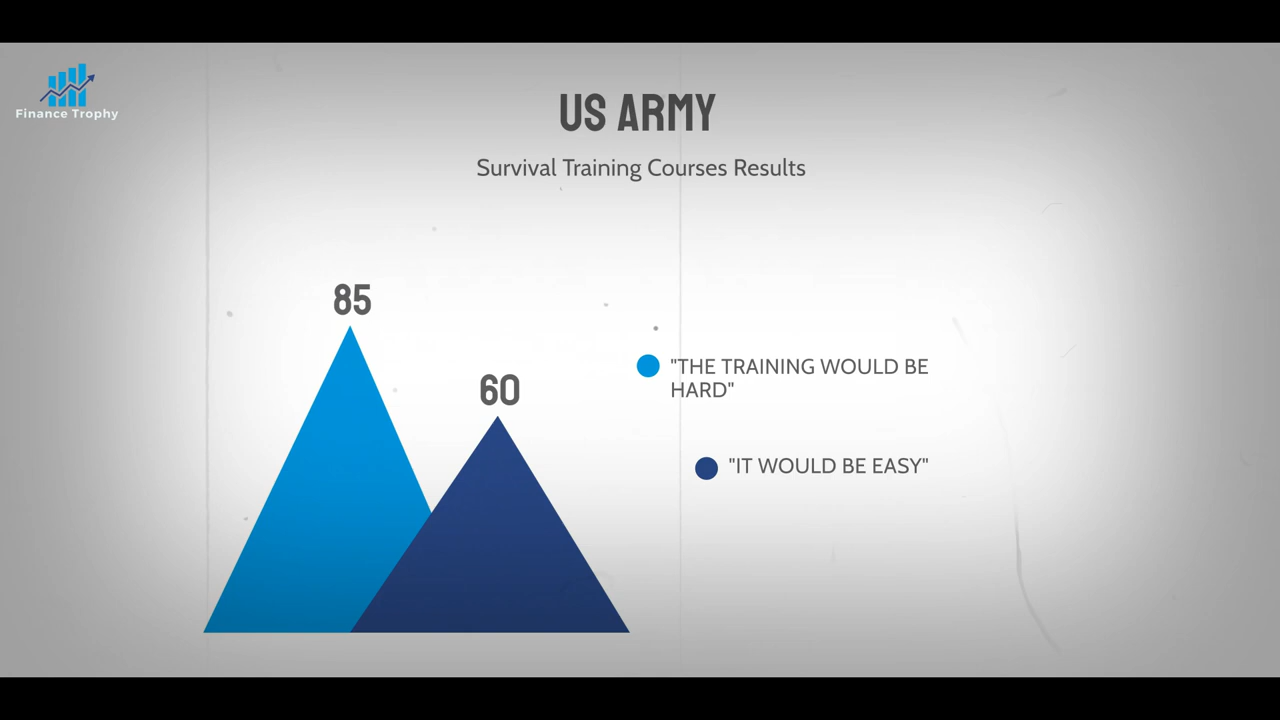 Finance Trophy
US ARMY
Survival Training Courses Results
85
60
"THE TRAINING WOULD BE
HARD"
"IT WOULD BE EASY"